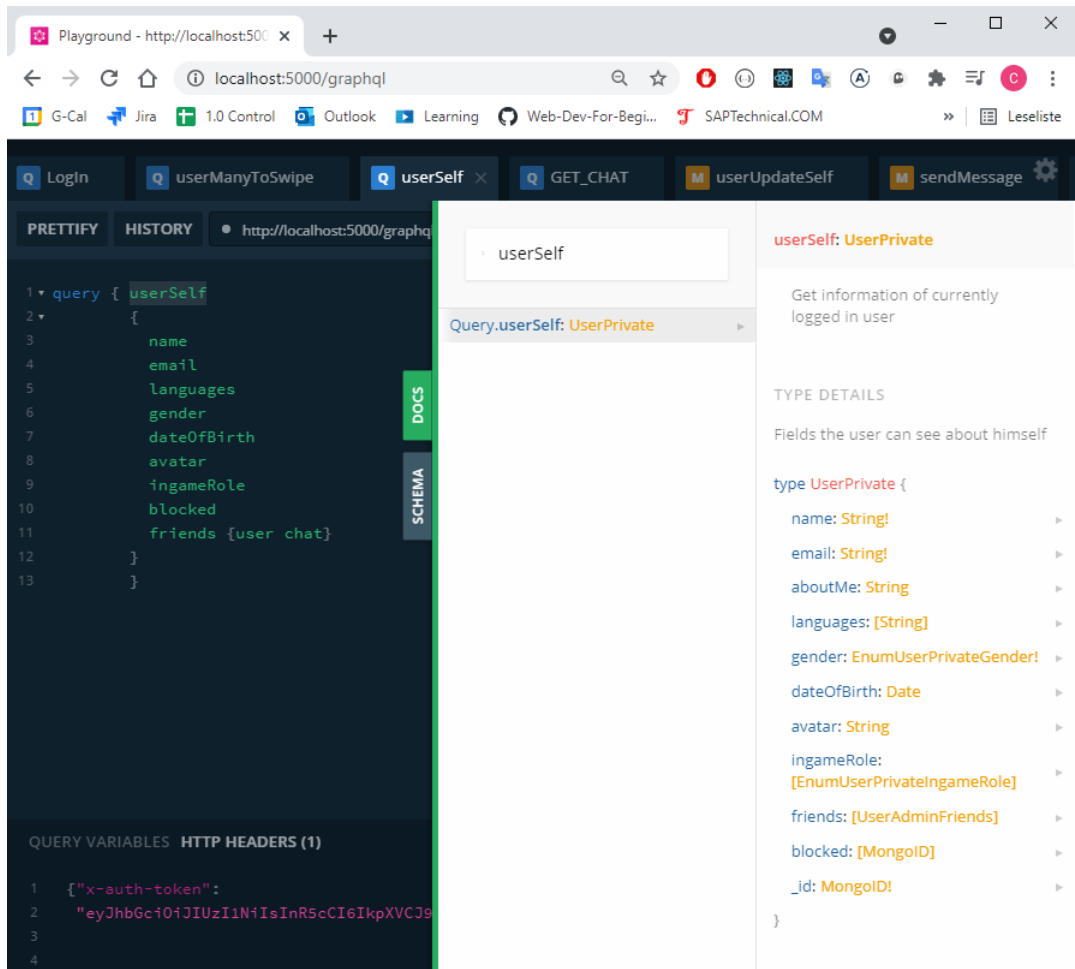 Playground - http://localhost:500
localhost:5000/graphql
G-Cal Jira 1.0 Control Outlook Learning Web-Dev-For-Begi... SAPTechnical.COM » Leseliste
Q LogIn Q userManyToSwipe Q userSelf Q GET_CHAT M userUpdateSelf M sendMessage
PRETTIFY HISTORY http://localhost:5000/graphq
1 query { userSelf
2 {
3 name
4 email
5 languages
6 gender
7 dateOfBirth
8 avatar
9 ingameRole
10 blocked
11 friends {user chat}
12 }
13 }
DOCS
SCHEMA
QUERY VARIABLES HTTP HEADERS (1)
1 {"x-auth-token":
2 "eyJhbGciOiJIUzI1NiIsInR5cCI6IkpXVCJ9
3
4
userSelf
Query.userSelf: UserPrivate
userSelf: UserPrivate
Get information of currently
logged in user
TYPE DETAILS
Fields the user can see about himself
type UserPrivate {
name: String!
email: String!
aboutMe: String
languages: [String]
gender: EnumUserPrivateGender!
dateOfBirth: Date
avatar: String
ingameRole:
[EnumUserPrivateIngameRole]
friends: [UserAdminFriends]
blocked: [MongoID]
_id: MongoID!
}